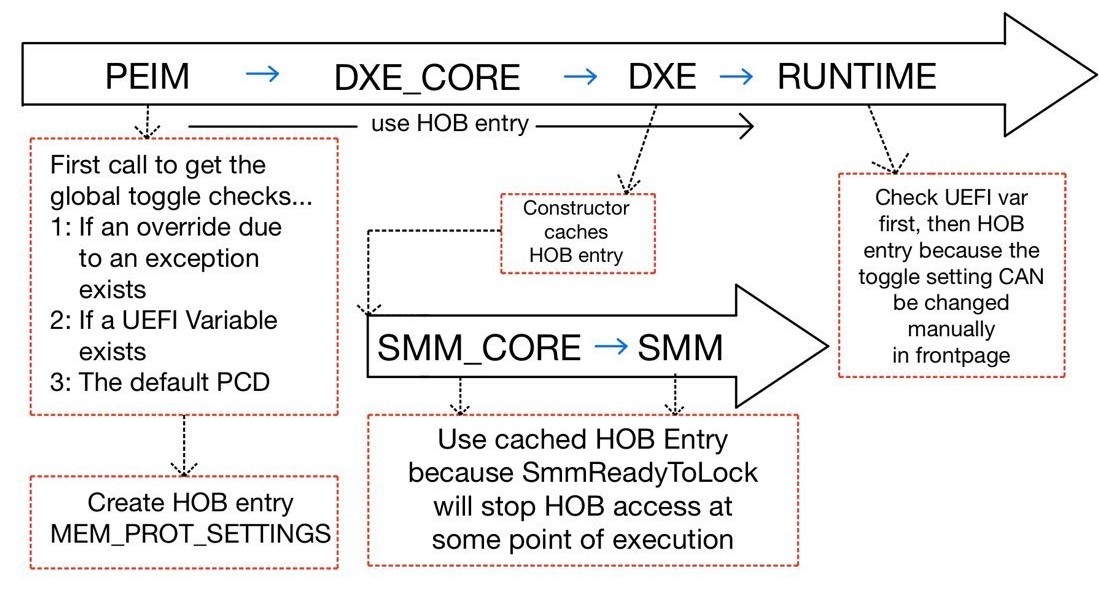 PEIM → DXE_CORE → DXE → RUNTIME
use HOB entry
First call to get the
global toggle checks...
1: If an override due
to an exception
exists
2: If a UEFI Variable
exists
3: The default PCD
Create HOB entry
MEM_PROT_SETTINGS
Constructor
caches
HOB entry
SMM_CORE → SMM
Use cached HOB Entry
because SmmReadyToLock
will stop HOB access at
some point of execution
Check UEFI var
first, then HOB
entry because the
toggle setting CAN
be changed
manually
in frontpage